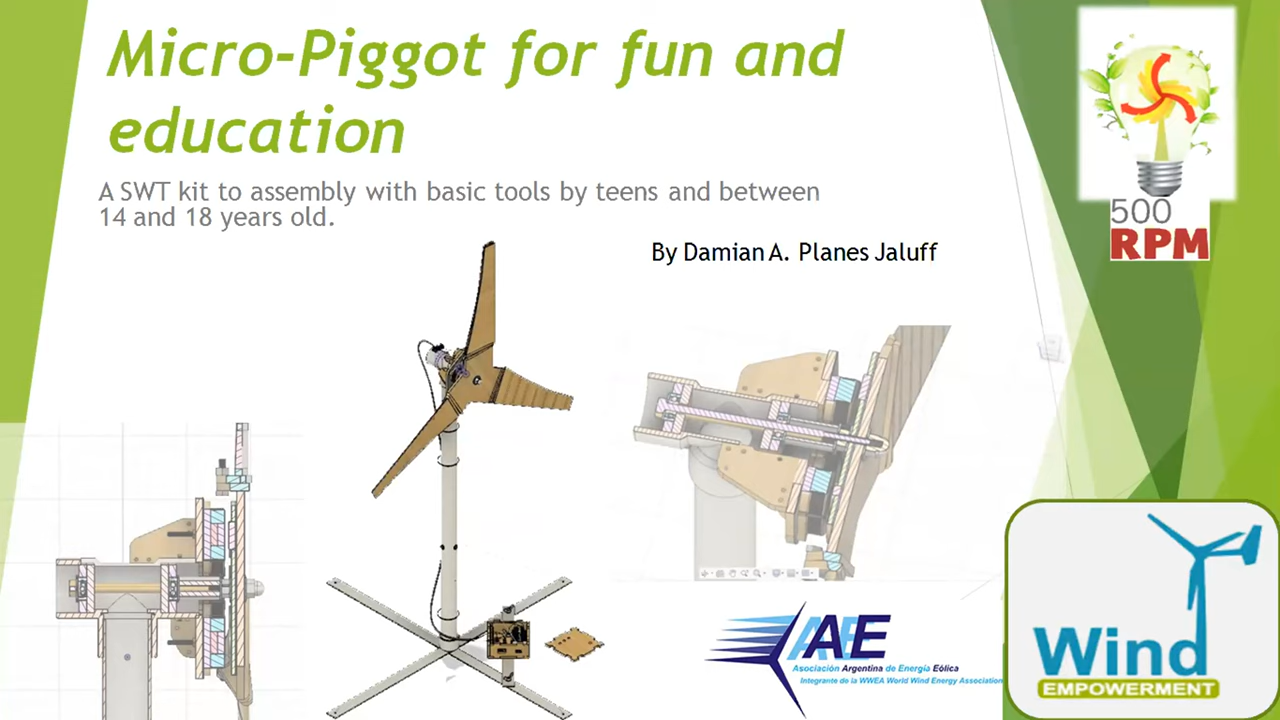 Micro-Piggot for fun and
education
A SWT kit to assembly with basic tools by teens and between
14 and 18 years old.
By Damian A. Planes Jaluff
500
RPM
AAEE
Asociación Argentina de Energía Eólica
Integrante de la WWEA World Wind Energy Association
Wind
EMPOWERMENT